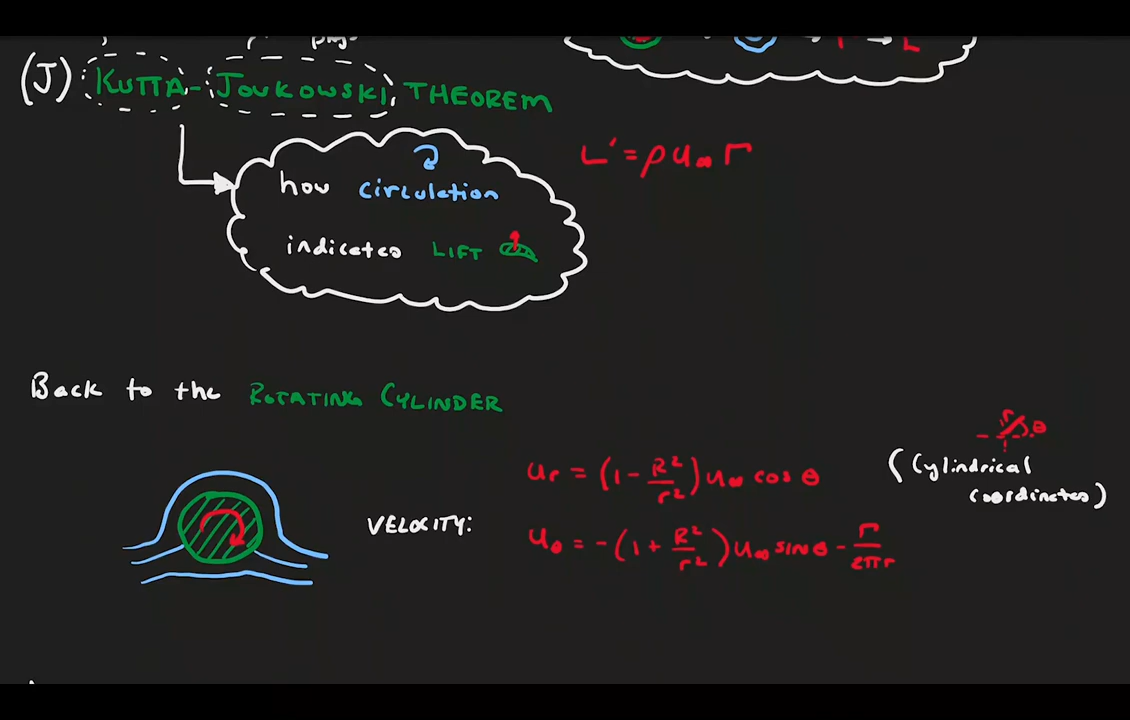 (J): KUTTA-JOUKOWSKI THEOREM
L' = ρ u∞ Γ
how circulation
indicates LIFT
Back to the ROTATING CYLINDER
VELOCITY:
ur = (1 - R²/r²) u∞ cos θ
uθ = -(1 + R²/r²) u∞ sin θ - Γ/2πr
r θ
(Cylindrical
coordinates)